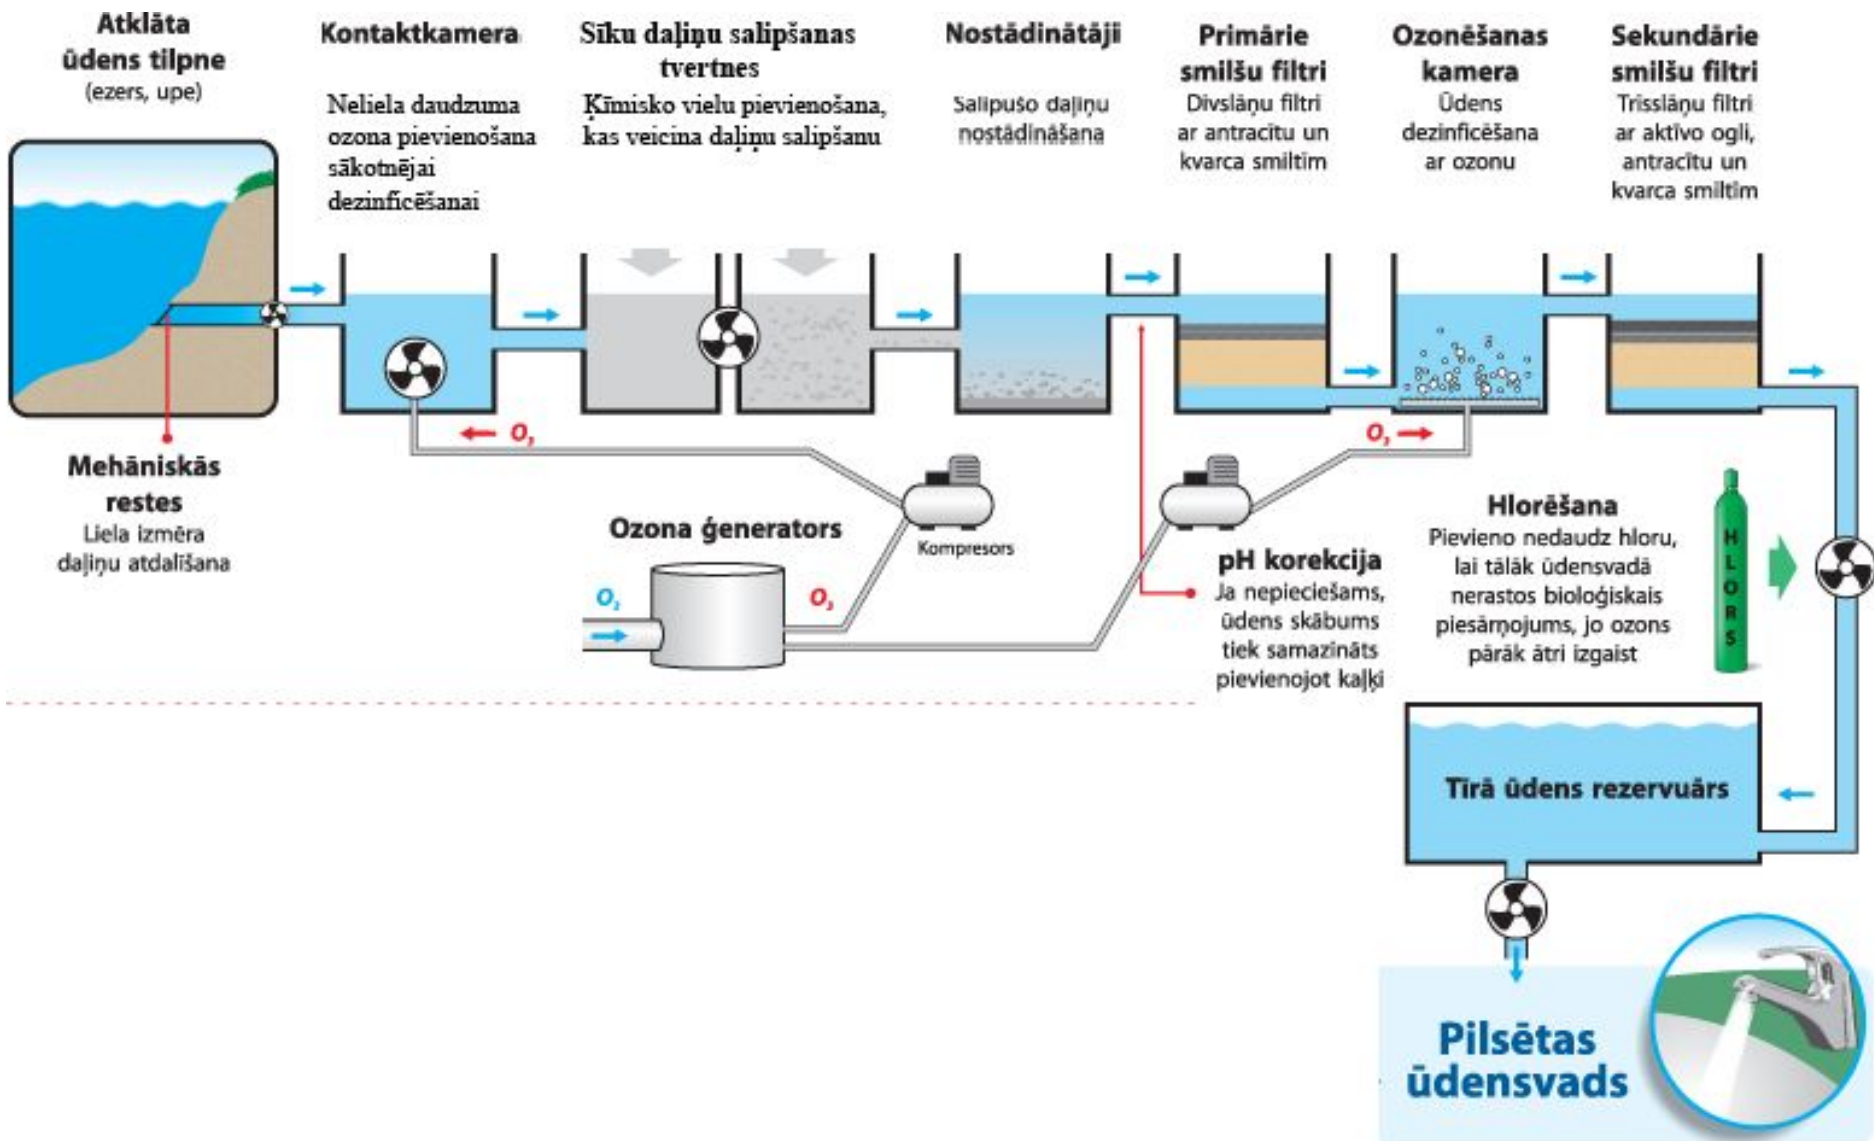 Atklāta
ūdens tilpne
(ezers, upe)
Kontaktkamera
Neliela daudzuma
ozona pievienošana
sākotnējai
dezinficēšanai
Sīku daļiņu salipšanas
tvertnes
Ķīmisko vielu pievienošana,
kas veicina daļiņu salipšanu
Nostādinātāji
Salipušo daļiņu
nostādināšana
Primārie
smilšu filtri
Divslāņu filtri
ar antracītu un
kvarca smiltīm
Ozonēšanas
kamera
Ūdens
dezinficēšana
ar ozonu
Sekundārie
smilšu filtri
Trīsslāņu filtri
ar aktīvo ogli,
antracītu un
kvarca smiltīm
Mehāniskās
restes
Liela izmēra
daļiņu atdalīšana
O₃
O₃
Ozona ģenerators
Kompresors
O₂
O₃
pH korekcija
Ja nepieciešams,
ūdens skābums
tiek samazināts
pievienojot kaļķi
Hlorēšana
Pievieno nedaudz hloru,
lai tālāk ūdensvadā
nerastos bioloģiskais
piesārņojums, jo ozons
pārāk ātri izgaist
HLORS
Tīrā ūdens rezervuārs
Pilsētas
ūdensvads